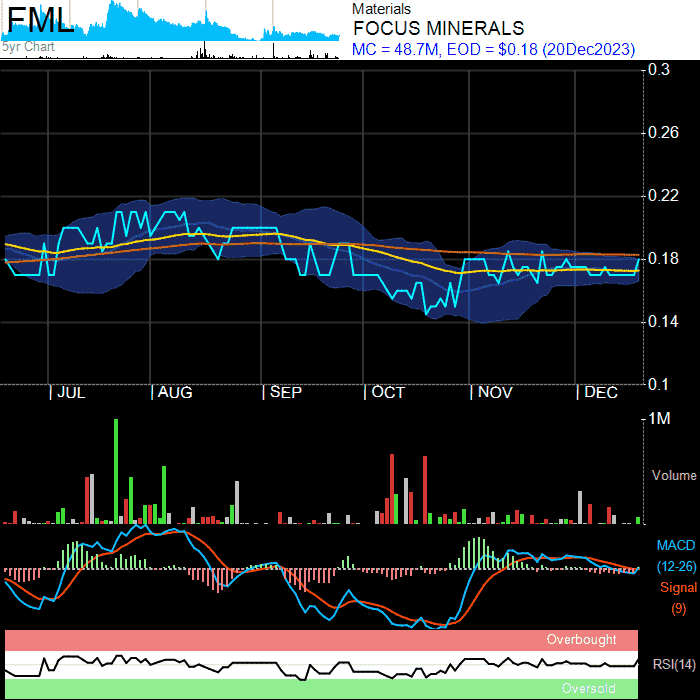 FML
5yr Chart
Materials
FOCUS MINERALS
MC = 48.7M, EOD = $0.18 (20Dec2023)
0.3
0.26
0.22
0.18
0.14
0.1
JUL
AUG
SEP
OCT
NOV
DEC
1M
Volume
MACD
(12-26)
Signal
(9)
Overbought
RSI(14)
Oversold